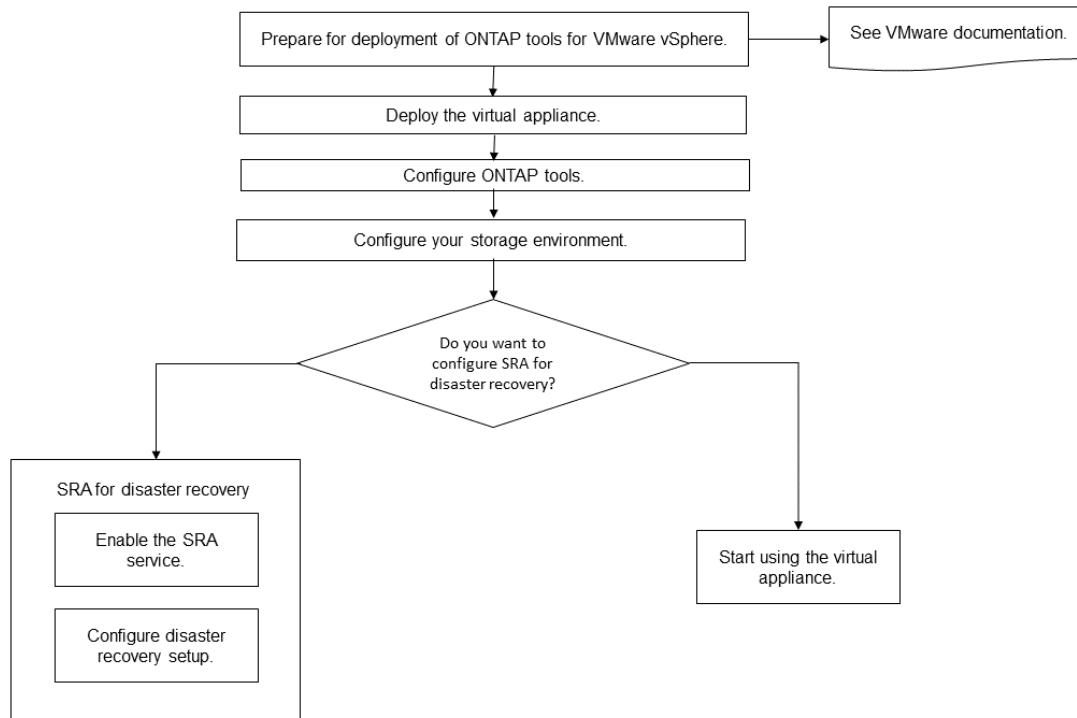 Prepare for deployment of ONTAP tools for VMware vSphere.
See VMware documentation.
Deploy the virtual appliance.
Configure ONTAP tools.
Configure your storage environment.
Do you want to
configure SRA for
disaster recovery?
SRA for disaster recovery
Enable the SRA
service.
Start using the virtual
appliance.
Configure disaster
recovery setup.